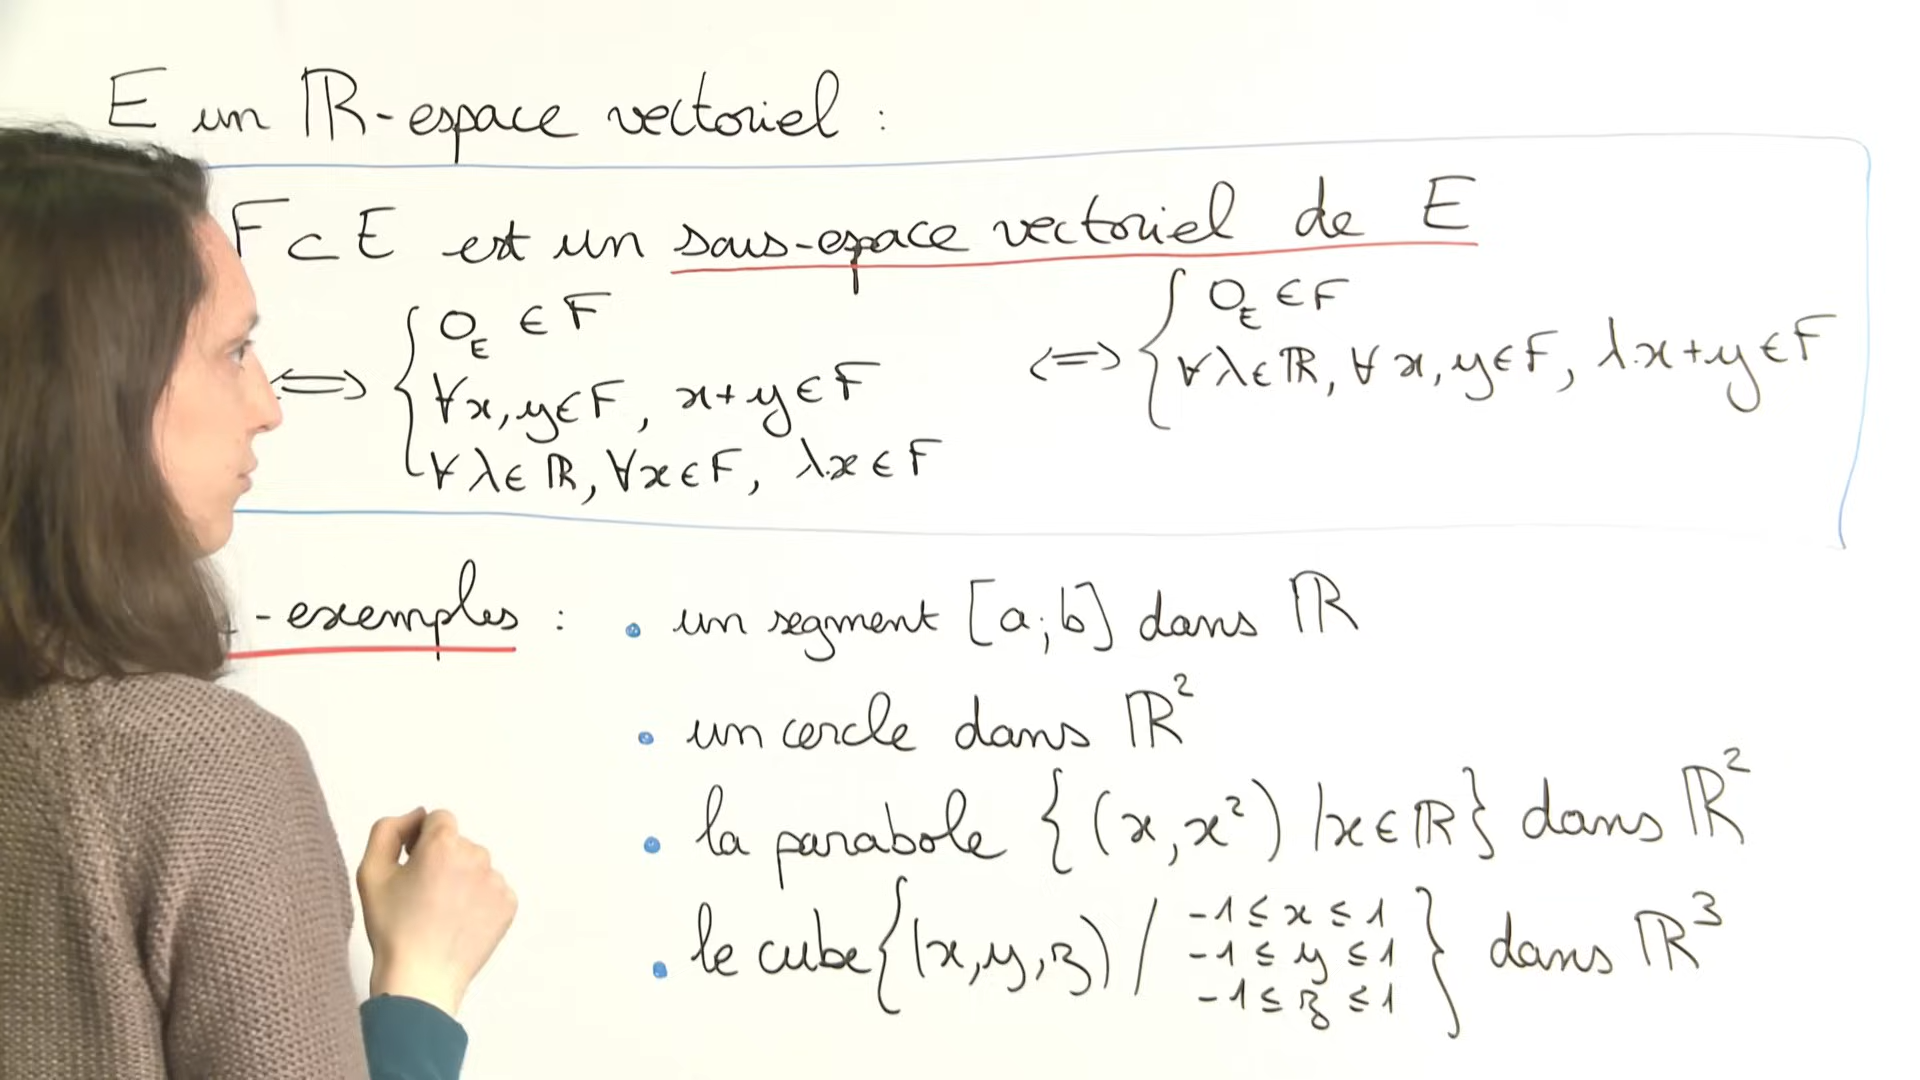 E un ℝ-espace vectoriel :
F ⊂ E est un sous-espace vectoriel de E
⟺ { 0_E ∈ F
∀x, y ∈ F, x+y ∈ F
∀ λ ∈ ℝ, ∀x ∈ F, λ.x ∈ F
⟺ { 0_E ∈ F
∀λ ∈ ℝ, ∀ x, y ∈ F, λ.x + y ∈ F
-exemples :
• un segment [a ; b] dans ℝ
• un cercle dans ℝ²
• la parabole { (x, x²) / x ∈ ℝ } dans ℝ²
• le cube { (x, y, z) / -1 ≤ x ≤ 1
-1 ≤ y ≤ 1
-1 ≤ z ≤ 1 } dans ℝ³